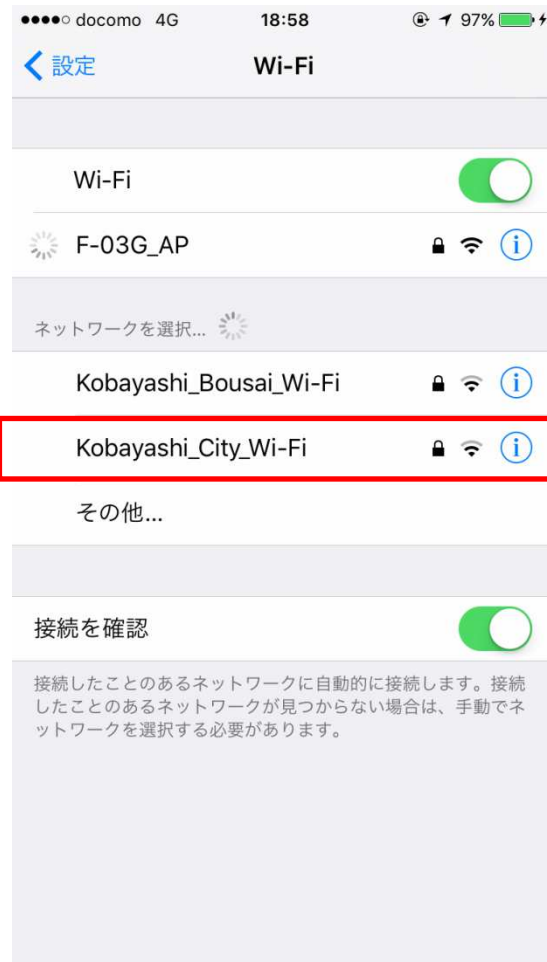 docomo 4G 18:58 97%
設定 Wi-Fi
Wi-Fi
F-03G_AP
ネットワークを選択...
Kobayashi_Bousai_Wi-Fi
Kobayashi_City_Wi-Fi
その他...
接続を確認
接続したことのあるネットワークに自動的に接続します。接続
したことのあるネットワークが見つからない場合は、手動でネ
ットワークを選択する必要があります。